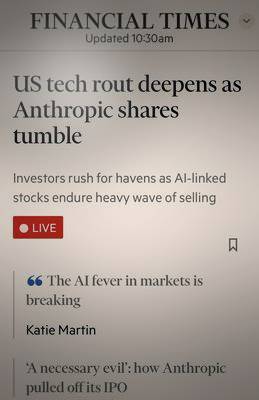 FINANCIAL TIMES
Updated 10:30am
US tech rout deepens as
Anthropic shares
tumble
Investors rush for havens as AI-linked
stocks endure heavy wave of selling
LIVE
“ The AI fever in markets is
breaking
Katie Martin
‘A necessary evil’: how Anthropic
pulled off its IPO